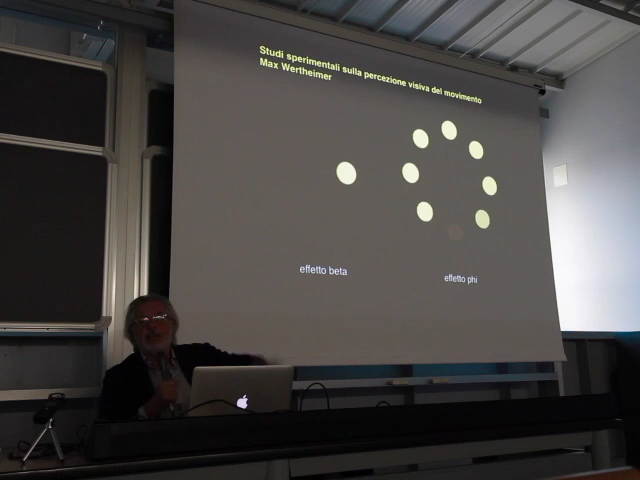 Studi sperimentali sulla percezione visiva del movimento
Max Wertheimer
effetto beta
effetto phi